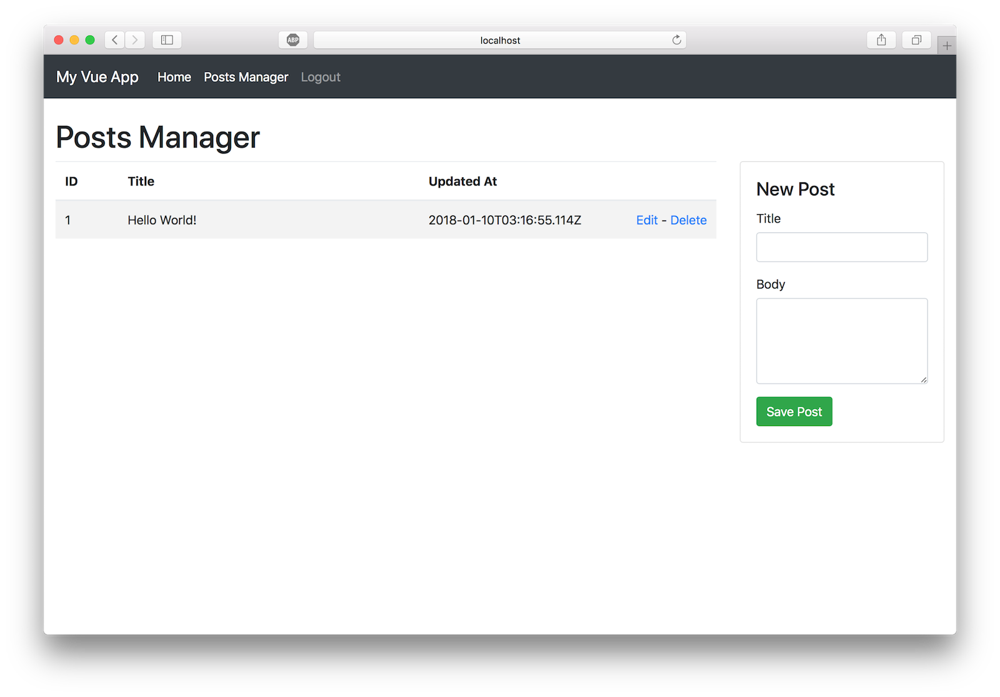 ABP
localhost
My Vue App Home Posts Manager Logout
Posts Manager
ID Title Updated At
1 Hello World! 2018-01-10T03:16:55.114Z Edit - Delete
New Post
Title
Body
Save Post